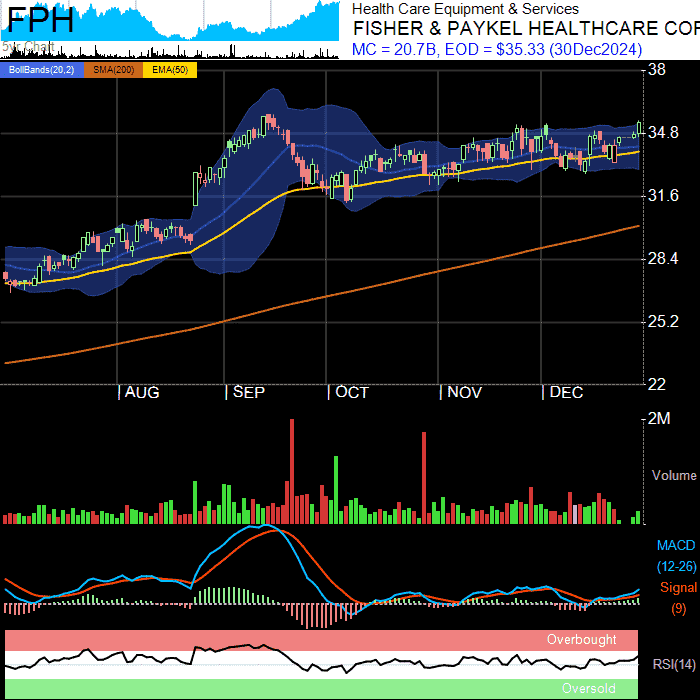 FPH
Health Care Equipment & Services
FISHER & PAYKEL HEALTHCARE COR
MC = 20.7B, EOD = $35.33 (30Dec2024)
5yr Chart
BollBands(20,2) SMA(200) EMA(50)
38
34.8
31.6
28.4
25.2
22
AUG SEP OCT NOV DEC
2M
Volume
MACD
(12-26)
Signal
(9)
Overbought
RSI(14)
Oversold